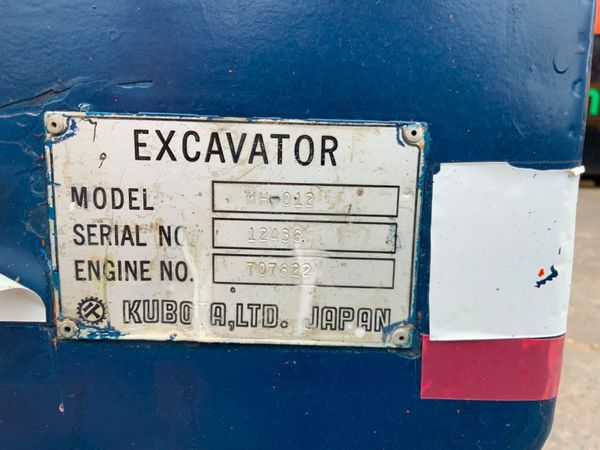 EXCAVATOR
MODEL KH-012
SERIAL NO 12436
ENGINE NO. 707822
KUBOTA,LTD. JAPAN